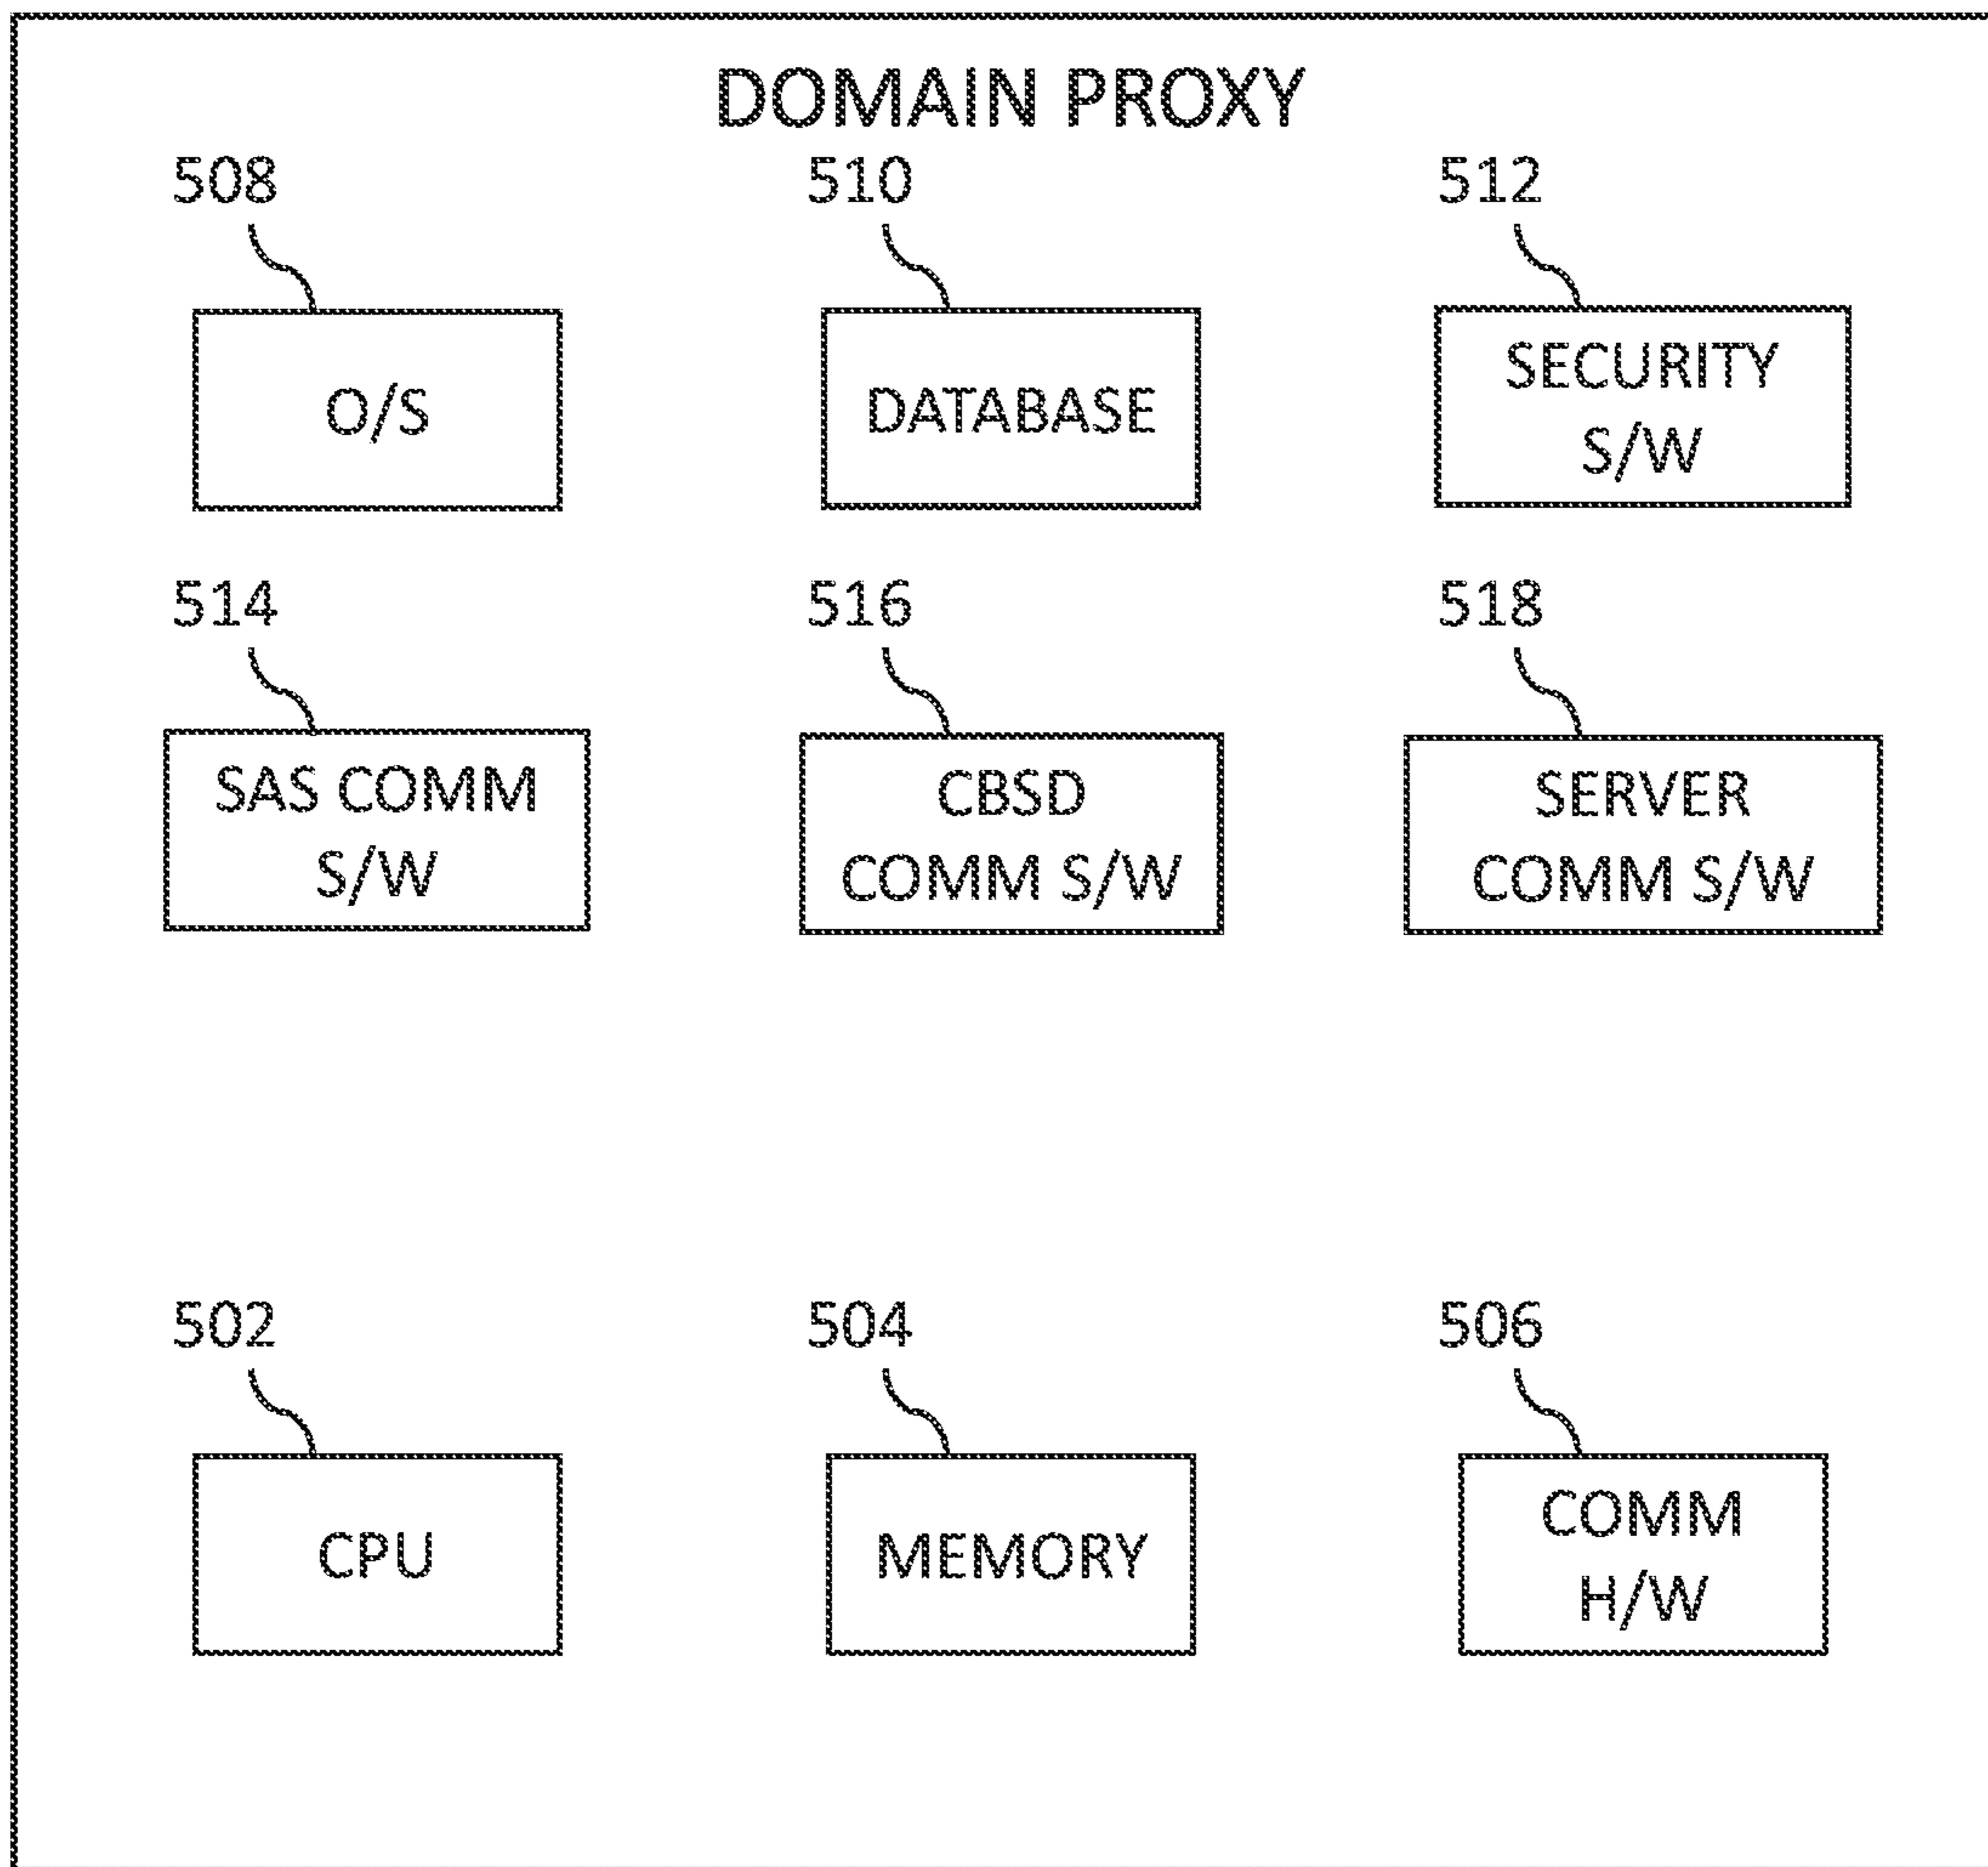 DOMAIN PROXY
508
510
512
O/S
DATABASE
SECURITY
S/W
514
516
518
SAS COMM
S/W
CBSD
COMM S/W
SERVER
COMM S/W
502
504
506
CPU
MEMORY
COMM
H/W